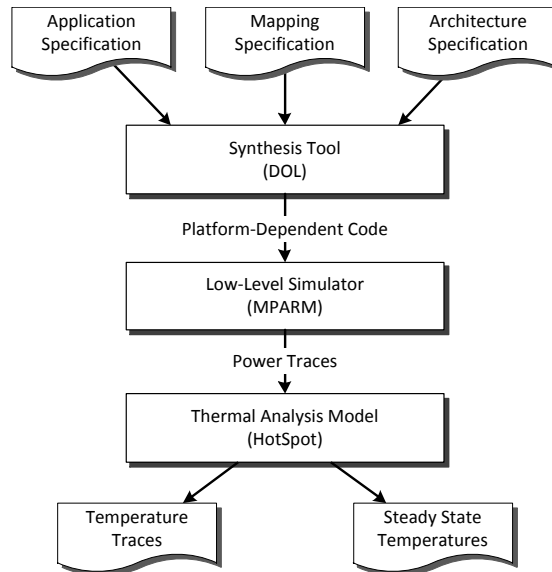 Application
Specification
Mapping
Specification
Architecture
Specification
Synthesis Tool
(DOL)
Platform-Dependent Code
Low-Level Simulator
(MPARM)
Power Traces
Thermal Analysis Model
(HotSpot)
Temperature
Traces
Steady State
Temperatures